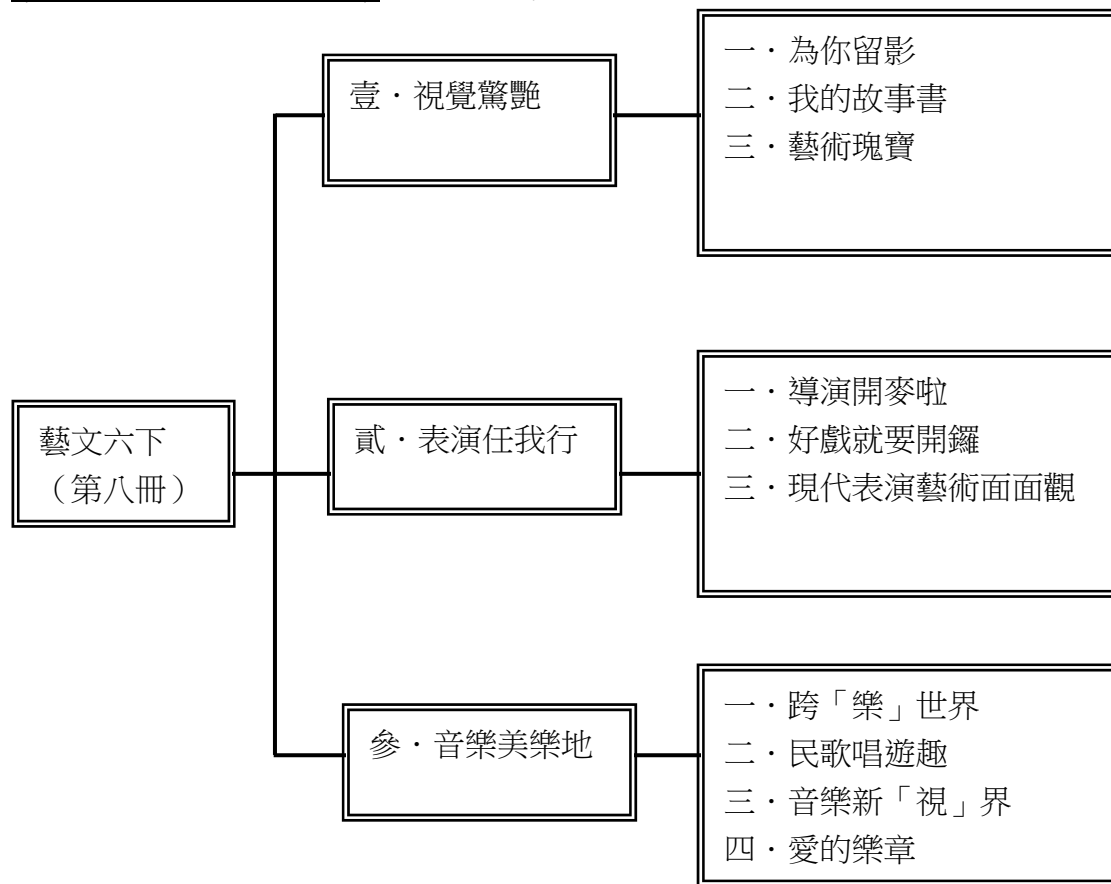 壹．視覺驚艷
一．為你留影
二．我的故事書
三．藝術瑰寶
藝文六下
（第八冊）
貳．表演任我行
一．導演開麥啦
二．好戲就要開鑼
三．現代表演藝術面面觀
參．音樂美樂地
一．跨「樂」世界
二．民歌唱遊趣
三．音樂新「視」界
四．愛的樂章